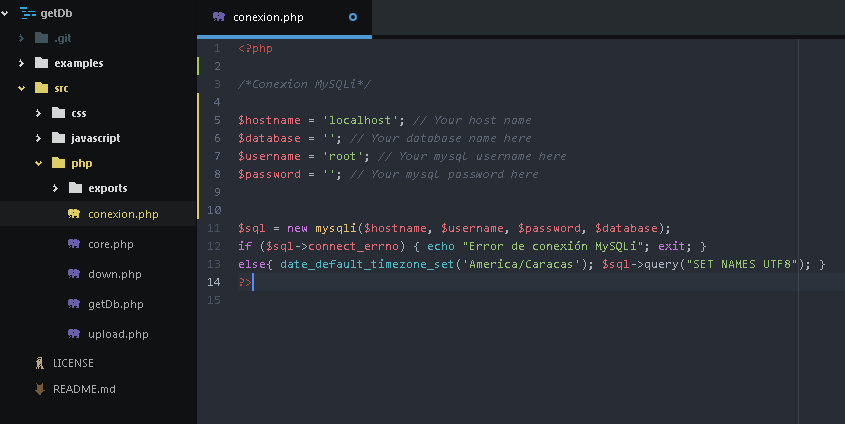 getDb
.git
examples
src
css
javascript
php
exports
conexion.php
core.php
down.php
getDb.php
upload.php
LICENSE
README.md
conexion.php
1 <?php
2
3 /*Conexion MySQLi*/
4
5 $hostname = 'localhost'; // Your host name
6 $database = ''; // Your database name here
7 $username = 'root'; // Your mysql username here
8 $password = ''; // Your mysql password here
9
10
11 $sql = new mysqli($hostname, $username, $password, $database);
12 if ($sql->connect_errno) { echo "Error de conexión MySQLi"; exit; }
13 else{ date_default_timezone_set('America/Caracas'); $sql->query("SET NAMES UTF8"); }
14 ?>
15